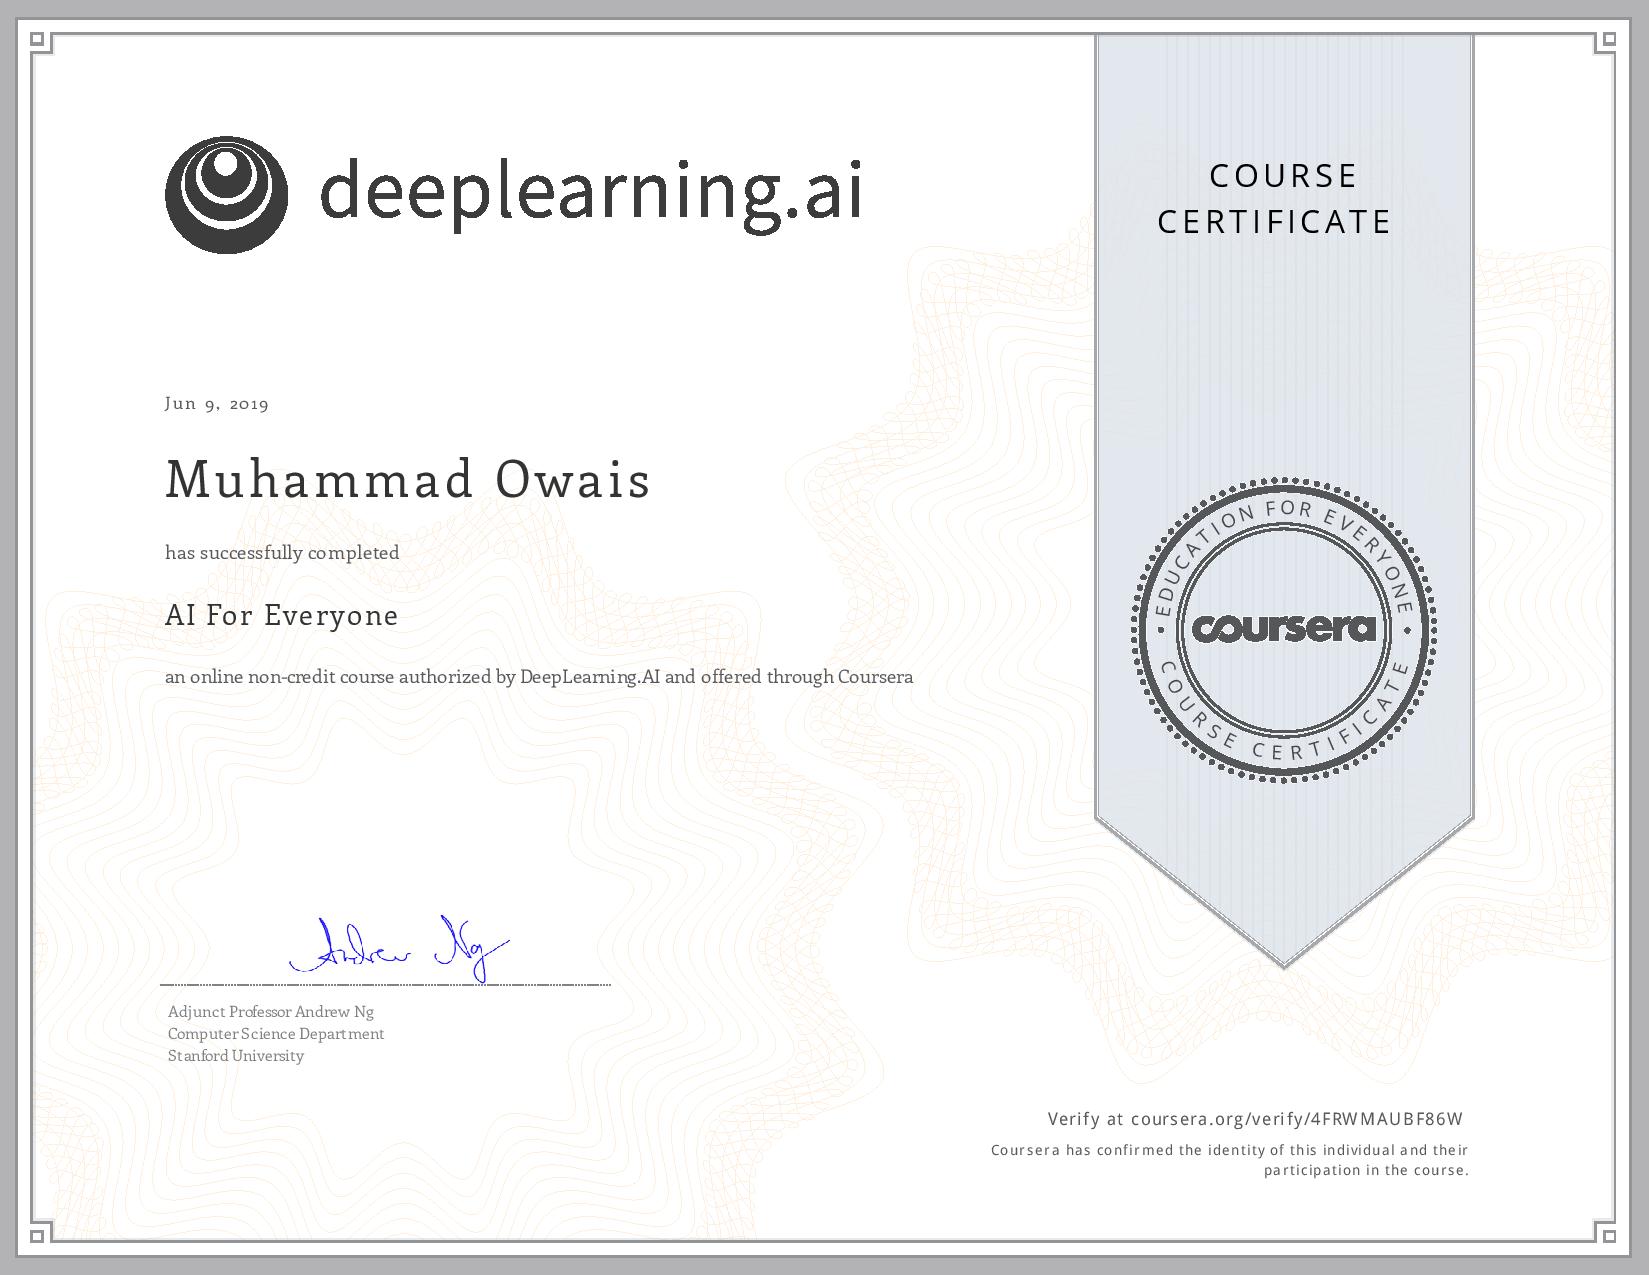 deeplearning.ai
COURSE
CERTIFICATE
Jun 9, 2019
Muhammad Owais
has successfully completed
AI For Everyone
an online non-credit course authorized by DeepLearning.AI and offered through Coursera
EDUCATION FOR EVERYONE
coursera
COURSE CERTIFICATE
Andrew Ng
Adjunct Professor Andrew Ng
Computer Science Department
Stanford University
Verify at coursera.org/verify/4FRWMAUBF86W
Coursera has confirmed the identity of this individual and their
participation in the course.